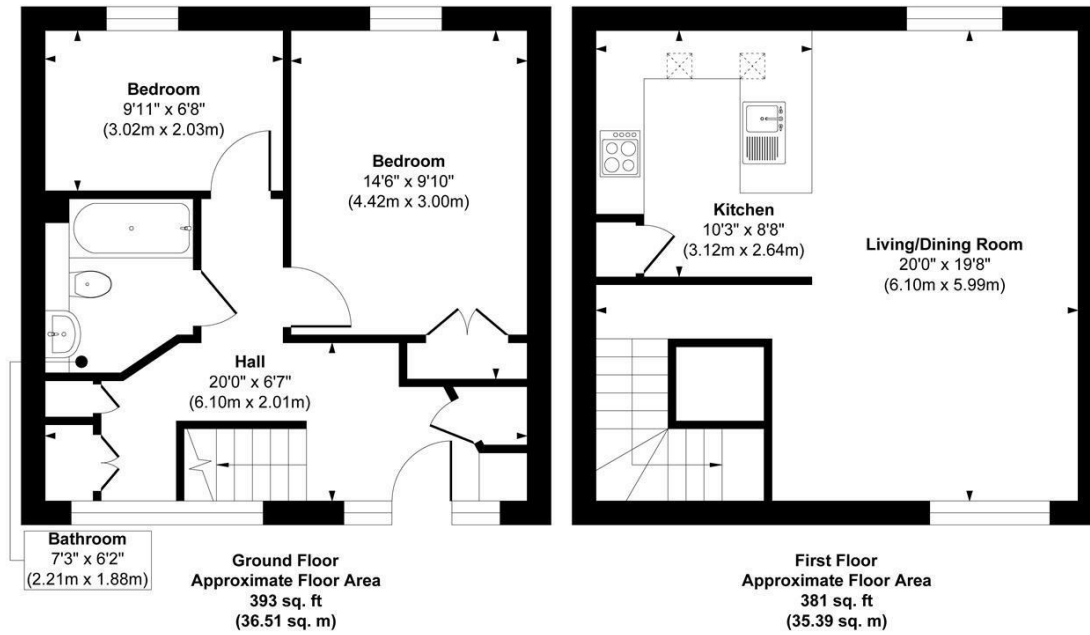 Bedroom
9'11" x 6'8"
(3.02m x 2.03m)
Bedroom
14'6" x 9'10"
(4.42m x 3.00m)
Hall
20'0" x 6'7"
(6.10m x 2.01m)
Bathroom
7'3" x 6'2"
(2.21m x 1.88m)
Ground Floor
Approximate Floor Area
393 sq. ft
(36.51 sq. m)
Kitchen
10'3" x 8'8"
(3.12m x 2.64m)
Living/Dining Room
20'0" x 19'8"
(6.10m x 5.99m)
First Floor
Approximate Floor Area
381 sq. ft
(35.39 sq. m)